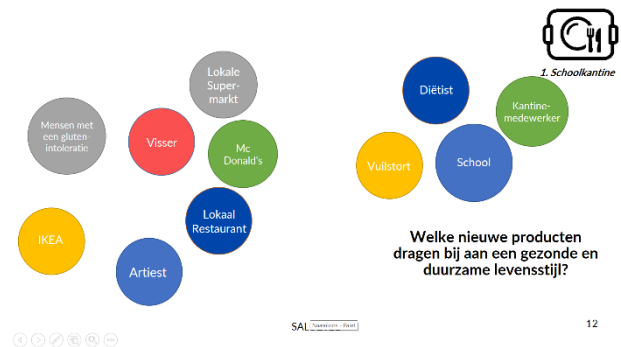 1. Schoolkantine
Lokale
Super-
markt
Mensen met
een gluten-
intoleratie
Visser
Mc
Donald's
IKEA
Lokaal
Restaurant
Artiest
Diëtist
Kantine-
medewerker
Vuilstort
School
Welke nieuwe producten
dragen bij aan een gezonde en
duurzame levensstijl?
SAL
12